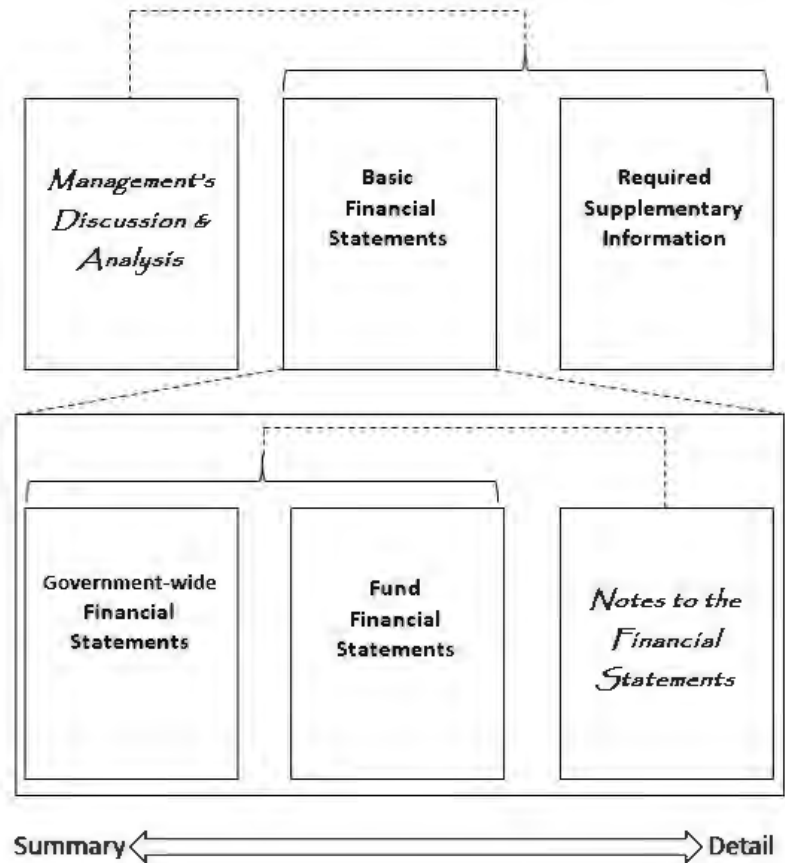 Management's
Discussion &
Analysis
Basic
Financial
Statements
Required
Supplementary
Information
Government-wide
Financial
Statements
Fund
Financial
Statements
Notes to the
Financial
Statements
Summary
Detail